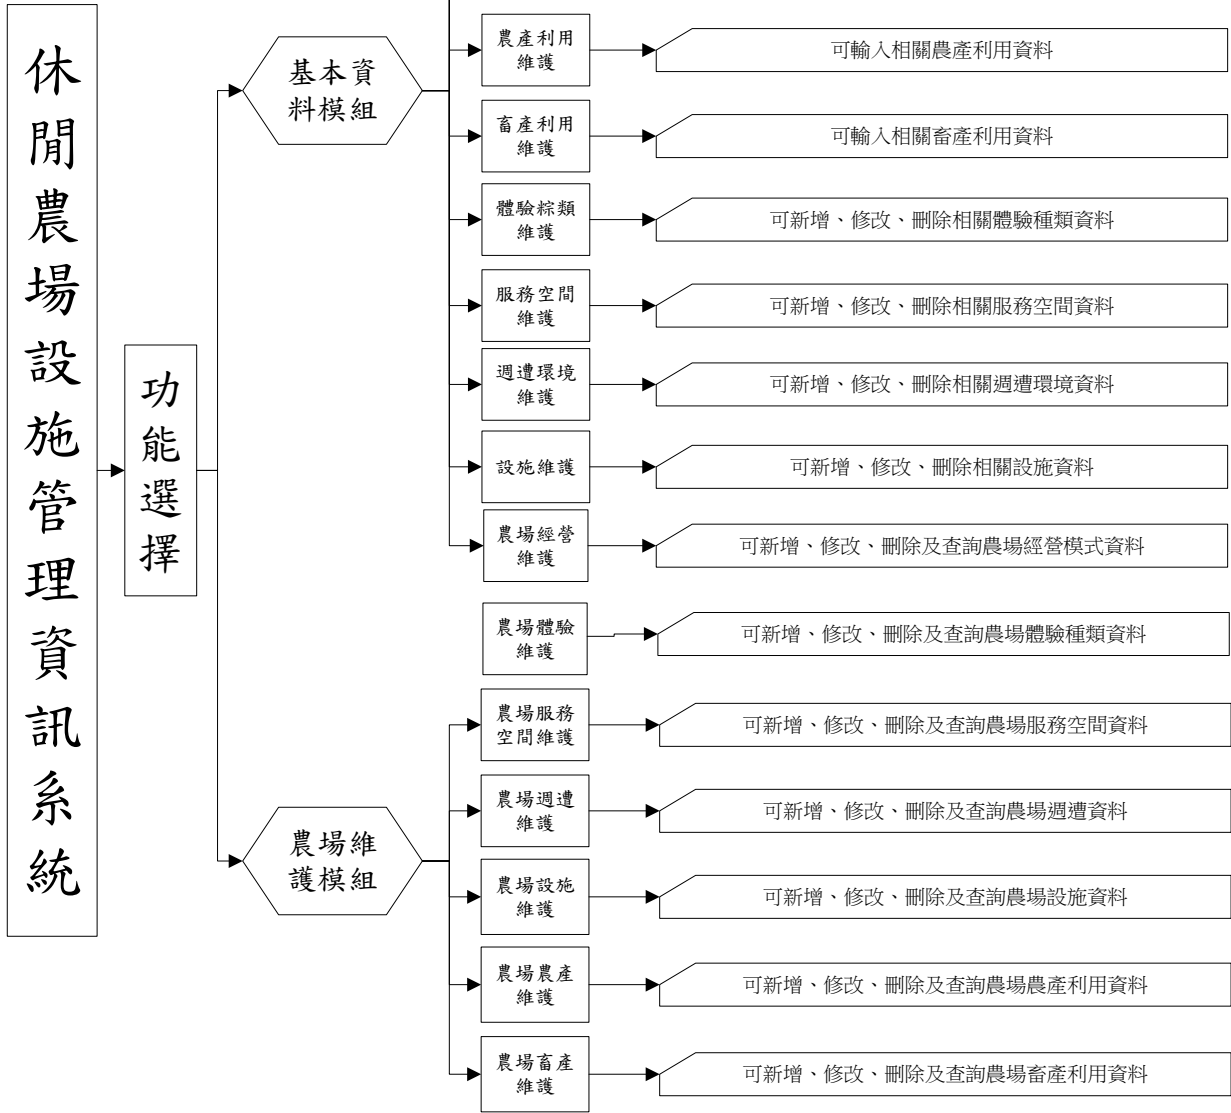 休閒農場設施管理資訊系統
功能選擇
基本資
料模組
農產利用
維護
可輸入相關農產利用資料
畜產利用
維護
可輸入相關畜產利用資料
體驗粽類
維護
可新增、修改、刪除相關體驗種類資料
服務空間
維護
可新增、修改、刪除相關服務空間資料
週遭環境
維護
可新增、修改、刪除相關週遭環境資料
設施維護
可新增、修改、刪除相關設施資料
農場經營
維護
可新增、修改、刪除及查詢農場經營模式資料
農場體驗
維護
可新增、修改、刪除及查詢農場體驗種類資料
農場維
護模組
農場服務
空間維護
可新增、修改、刪除及查詢農場服務空間資料
農場週遭
維護
可新增、修改、刪除及查詢農場週遭資料
農場設施
維護
可新增、修改、刪除及查詢農場設施資料
農場農產
維護
可新增、修改、刪除及查詢農場農產利用資料
農場畜產
維護
可新增、修改、刪除及查詢農場畜產利用資料